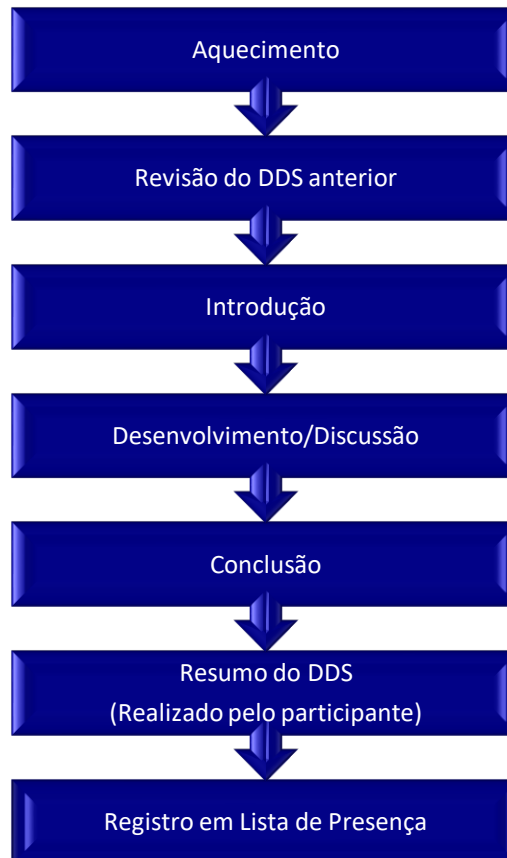 Aquecimento
Revisão do DDS anterior
Introdução
Desenvolvimento/Discussão
Conclusão
Resumo do DDS
(Realizado pelo participante)
Registro em Lista de Presença